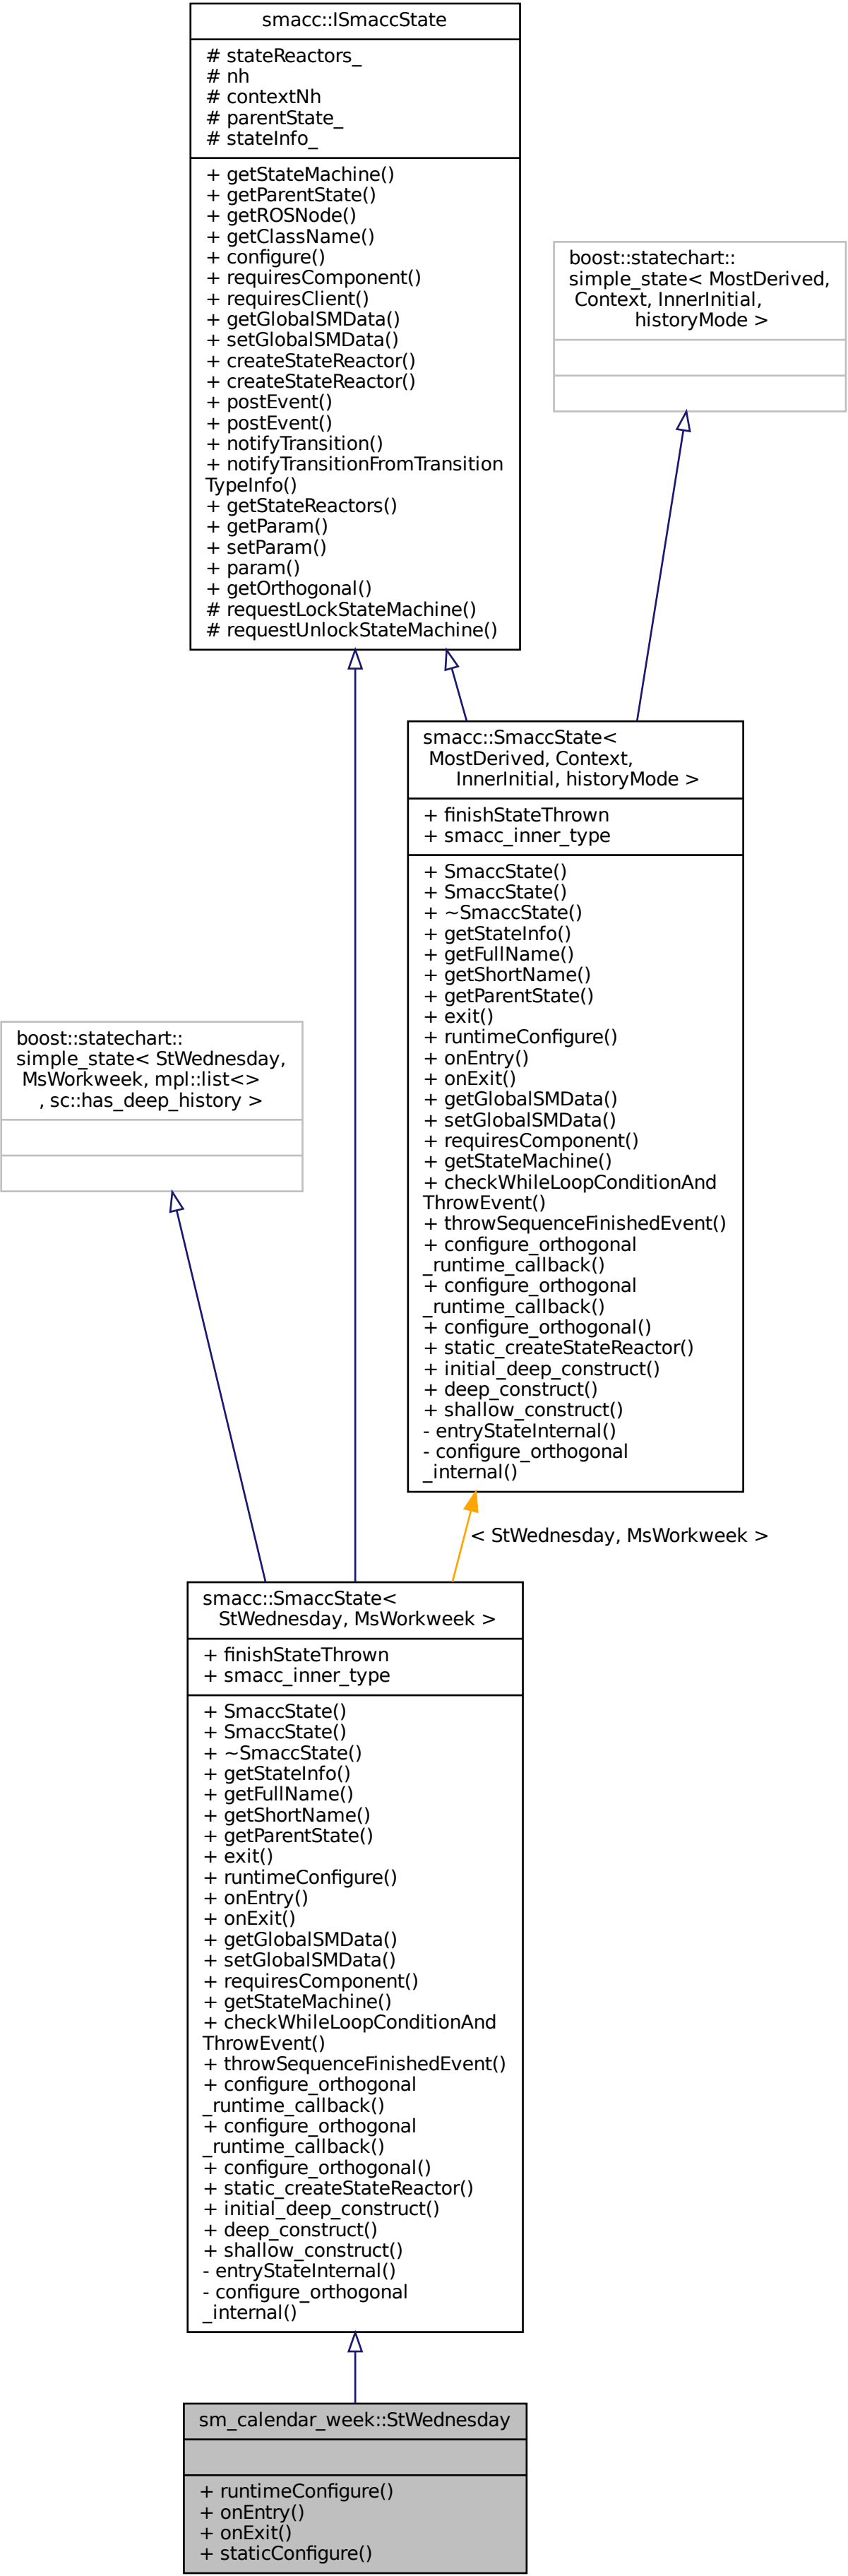 smacc::ISmaccState
# stateReactors_
# nh
# contextNh
# parentState_
# stateInfo_
+ getStateMachine()
+ getParentState()
+ getROSNode()
+ getClassName()
+ configure()
+ requiresComponent()
+ requiresClient()
+ getGlobalSMData()
+ setGlobalSMData()
+ createStateReactor()
+ createStateReactor()
+ postEvent()
+ postEvent()
+ notifyTransition()
+ notifyTransitionFromTransition
TypeInfo()
+ getStateReactors()
+ getParam()
+ setParam()
+ param()
+ getOrthogonal()
# requestLockStateMachine()
# requestUnlockStateMachine()
boost::statechart::
simple_state< MostDerived,
Context, InnerInitial,
historyMode >
smacc::SmaccState<
MostDerived, Context,
InnerInitial, historyMode >
+ finishStateThrown
+ smacc_inner_type
+ SmaccState()
+ SmaccState()
+ ~SmaccState()
+ getStateInfo()
+ getFullName()
+ getShortName()
+ getParentState()
+ exit()
+ runtimeConfigure()
+ onEntry()
+ onExit()
+ getGlobalSMData()
+ setGlobalSMData()
+ requiresComponent()
+ getStateMachine()
+ checkWhileLoopConditionAnd
ThrowEvent()
+ throwSequenceFinishedEvent()
+ configure_orthogonal
_runtime_callback()
+ configure_orthogonal
_runtime_callback()
+ configure_orthogonal()
+ static_createStateReactor()
+ initial_deep_construct()
+ deep_construct()
+ shallow_construct()
- entryStateInternal()
- configure_orthogonal
_internal()
boost::statechart::
simple_state< StWednesday,
MsWorkweek, mpl::list<>
, sc::has_deep_history >
< StWednesday, MsWorkweek >
smacc::SmaccState<
StWednesday, MsWorkweek >
+ finishStateThrown
+ smacc_inner_type
+ SmaccState()
+ SmaccState()
+ ~SmaccState()
+ getStateInfo()
+ getFullName()
+ getShortName()
+ getParentState()
+ exit()
+ runtimeConfigure()
+ onEntry()
+ onExit()
+ getGlobalSMData()
+ setGlobalSMData()
+ requiresComponent()
+ getStateMachine()
+ checkWhileLoopConditionAnd
ThrowEvent()
+ throwSequenceFinishedEvent()
+ configure_orthogonal
_runtime_callback()
+ configure_orthogonal
_runtime_callback()
+ configure_orthogonal()
+ static_createStateReactor()
+ initial_deep_construct()
+ deep_construct()
+ shallow_construct()
- entryStateInternal()
- configure_orthogonal
_internal()
sm_calendar_week::StWednesday
+ runtimeConfigure()
+ onEntry()
+ onExit()
+ staticConfigure()